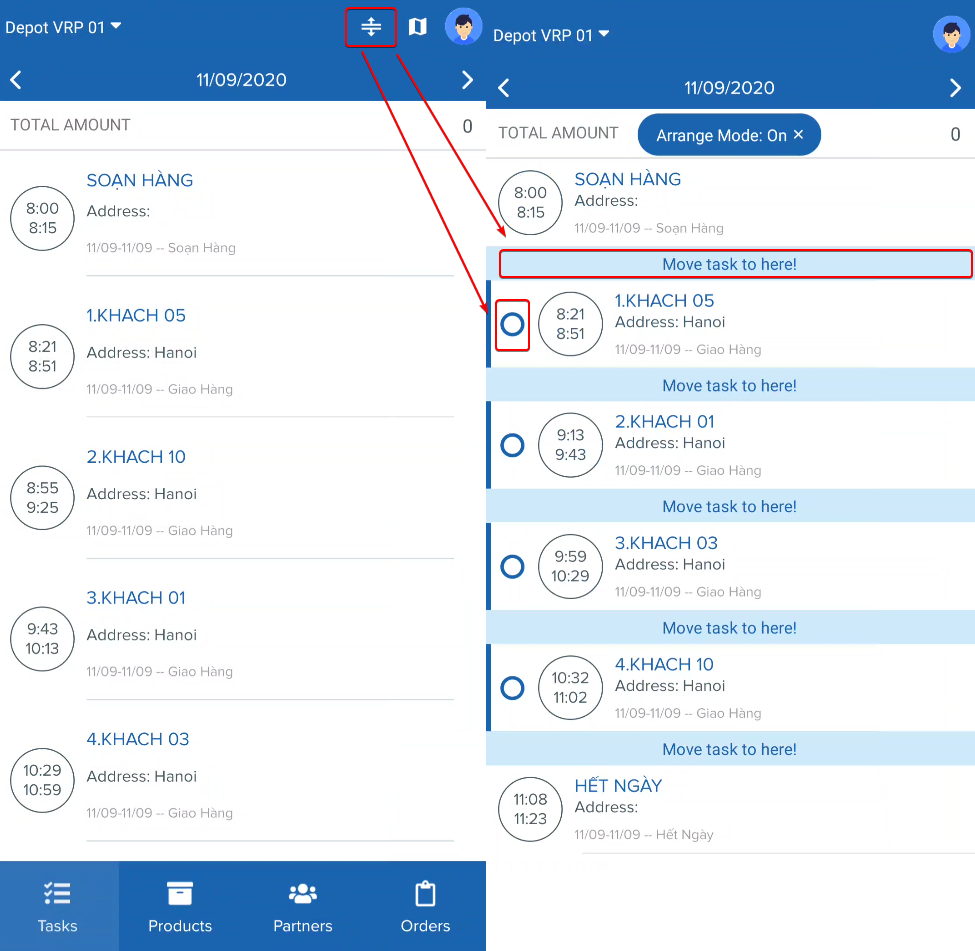 Depot VRP 01
11/09/2020
TOTAL AMOUNT 0
SOẠN HÀNG
8:00
8:15
Address:
11/09-11/09 -- Soạn Hàng
1.KHACH 05
8:21
8:51
Address: Hanoi
11/09-11/09 -- Giao Hàng
2.KHACH 10
8:55
9:25
Address: Hanoi
11/09-11/09 -- Giao Hàng
3.KHACH 01
9:43
10:13
Address: Hanoi
11/09-11/09 -- Giao Hàng
4.KHACH 03
10:29
10:59
Address: Hanoi
11/09-11/09 -- Giao Hàng
Tasks
Products
Partners
Orders
Depot VRP 01
11/09/2020
TOTAL AMOUNT
Arrange Mode: On ×
0
SOẠN HÀNG
8:00
8:15
Address:
11/09-11/09 -- Soạn Hàng
Move task to here!
1.KHACH 05
8:21
8:51
Address: Hanoi
11/09-11/09 -- Giao Hàng
Move task to here!
2.KHACH 01
9:13
9:43
Address: Hanoi
11/09-11/09 -- Giao Hàng
Move task to here!
3.KHACH 03
9:59
10:29
Address: Hanoi
11/09-11/09 -- Giao Hàng
Move task to here!
4.KHACH 10
10:32
11:02
Address: Hanoi
11/09-11/09 -- Giao Hàng
Move task to here!
HẾT NGÀY
11:08
11:23
Address:
11/09-11/09 -- Hết Ngày